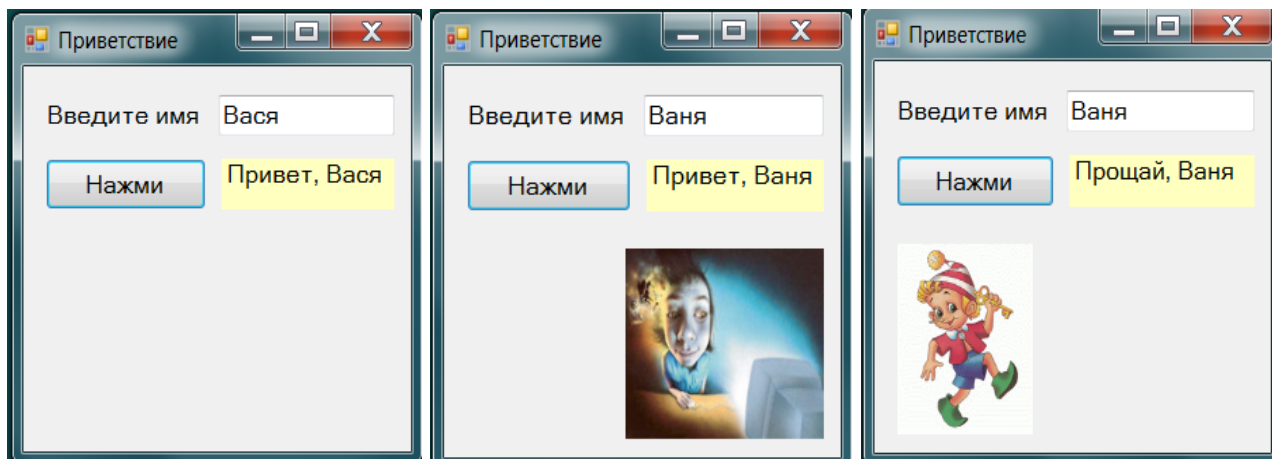 Приветствие
Введите имя Вася
Нажми Привет, Вася
Приветствие
Введите имя Ваня
Нажми Привет, Ваня
Приветствие
Введите имя Ваня
Нажми Прощай, Ваня